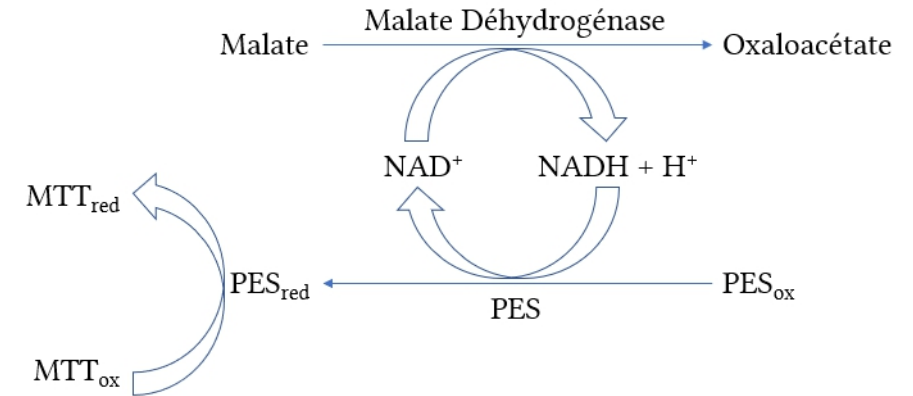 Malate Déhydrogénase
Malate
Oxaloacétate
NAD⁺
NADH + H⁺
MTTred
PESred
PESox
PES
MTTox